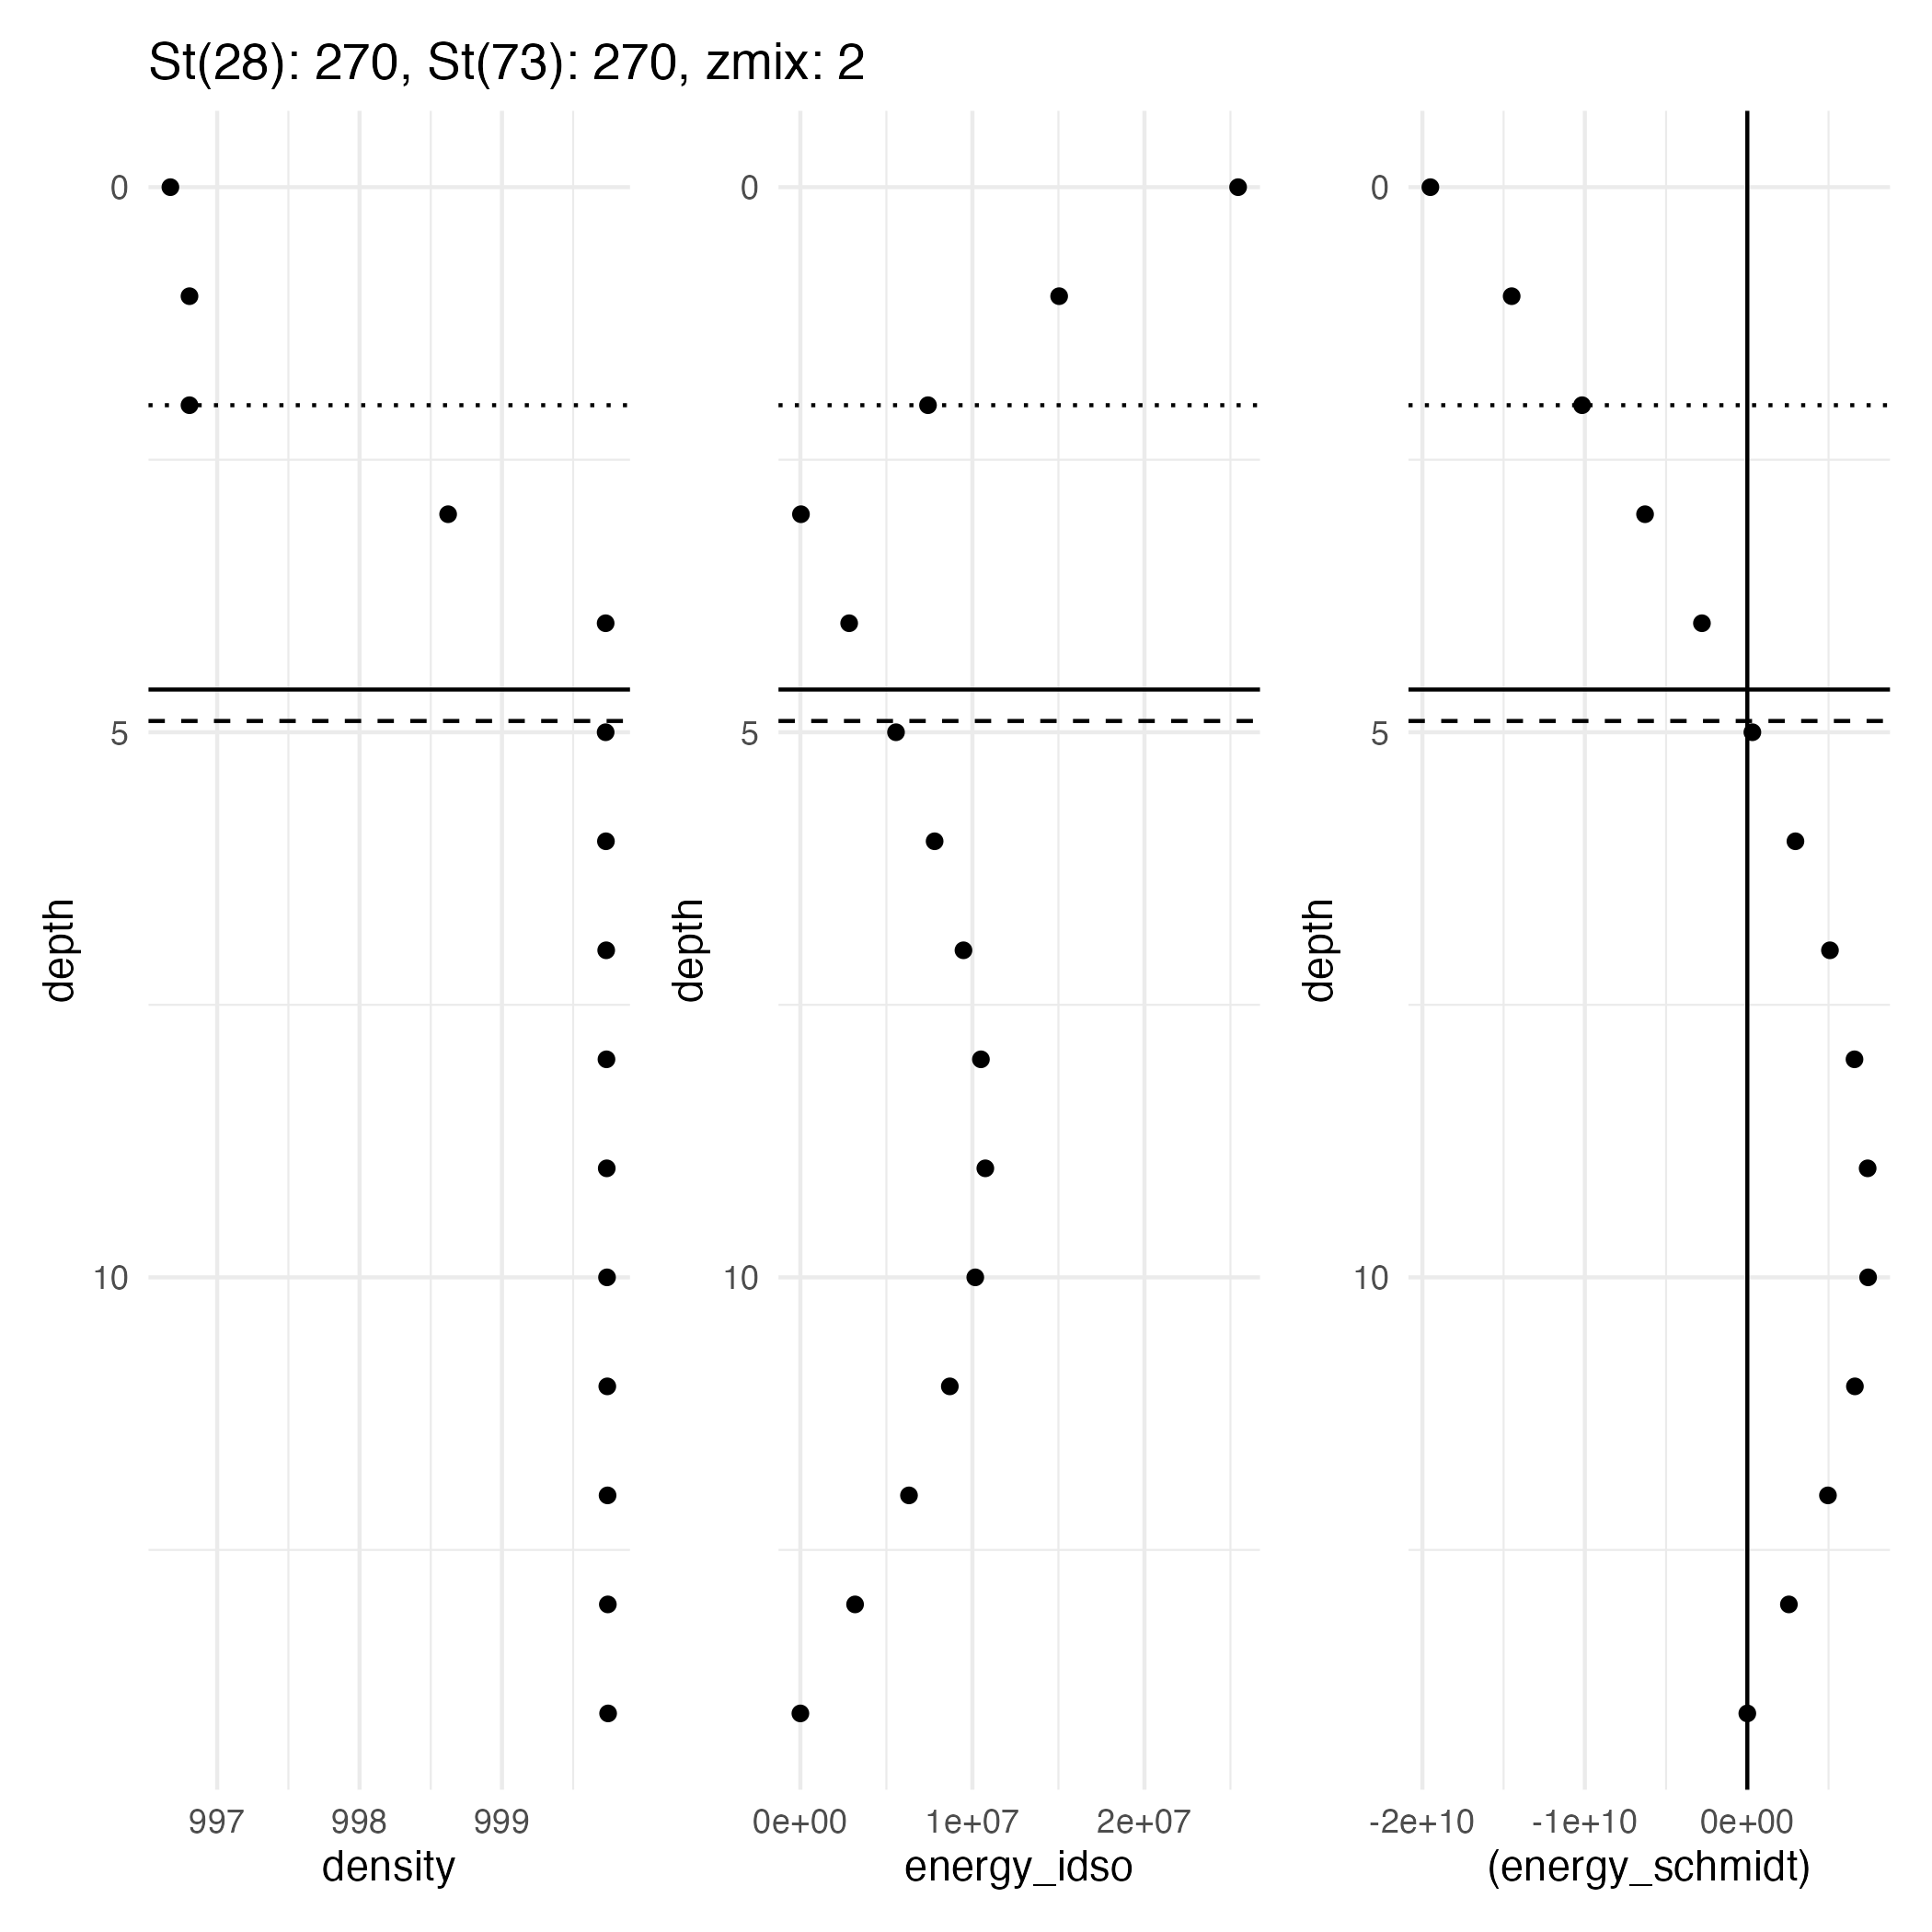 St(28): 270, St(73): 270, zmix: 2
0
5
10
depth
997 998 999
density
0
5
10
depth
0e+00 1e+07 2e+07
energy_idso
0
5
10
depth
-2e+10 -1e+10 0e+00
(energy_schmidt)